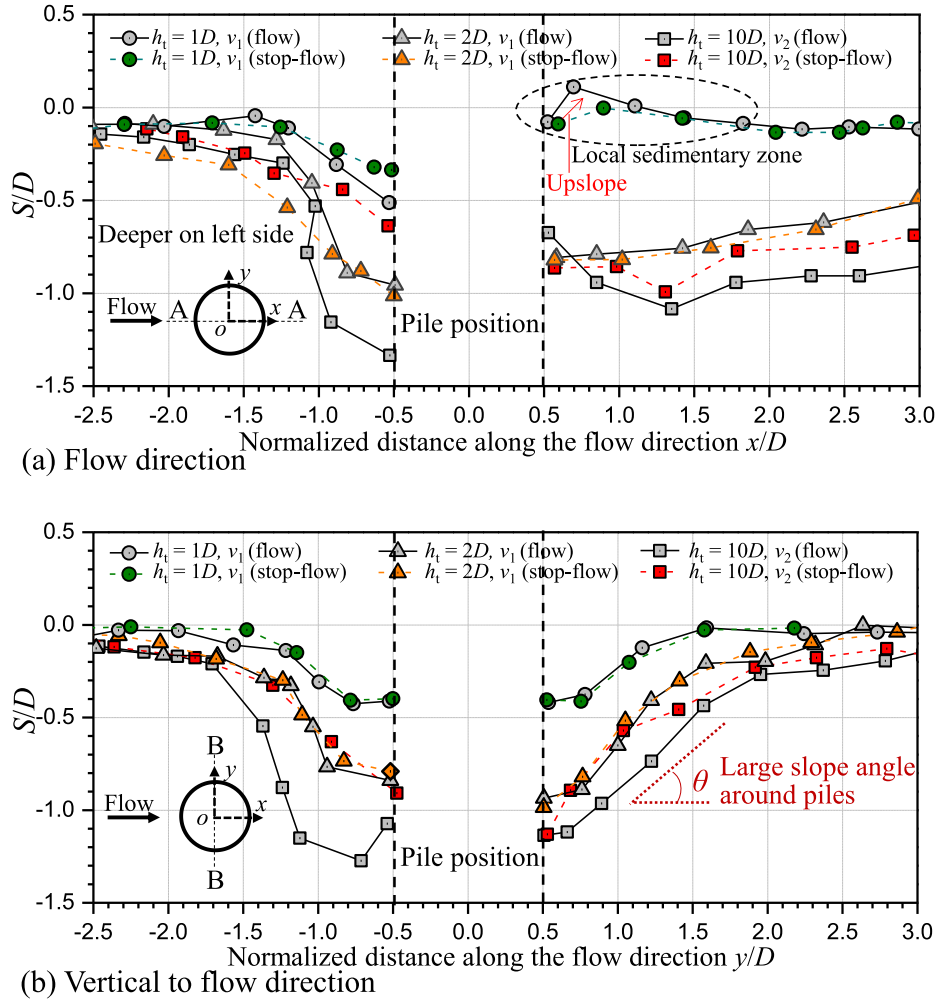 (a)
h_t = 1D, v_1 (flow)
h_t = 2D, v_1 (flow)
h_t = 10D, v_2 (flow)
h_t = 1D, v_1 (stop-flow)
h_t = 2D, v_1 (stop-flow)
h_t = 10D, v_2 (stop-flow)
0.5
0.0
-0.5
-1.0
-1.5
S/D
Local sedimentary zone
Upslope
Deeper on left side
Flow
A
A
y
x
o
Pile position
-2.5 -2.0 -1.5 -1.0 -0.5 0.0 0.5 1.0 1.5 2.0 2.5 3.0
Normalized distance along the flow direction x/D
(a) Flow direction
h_t = 1D, v_1 (flow)
h_t = 2D, v_1 (flow)
h_t = 10D, v_2 (flow)
h_t = 1D, v_1 (stop-flow)
h_t = 2D, v_1 (stop-flow)
h_t = 10D, v_2 (stop-flow)
0.5
0.0
-0.5
-1.0
-1.5
S/D
B
y
Flow
o
x
B
Pile position
θ
Large slope angle
around piles
-2.5 -2.0 -1.5 -1.0 -0.5 0.0 0.5 1.0 1.5 2.0 2.5 3.0
Normalized distance along the flow direction y/D
(b) Vertical to flow direction